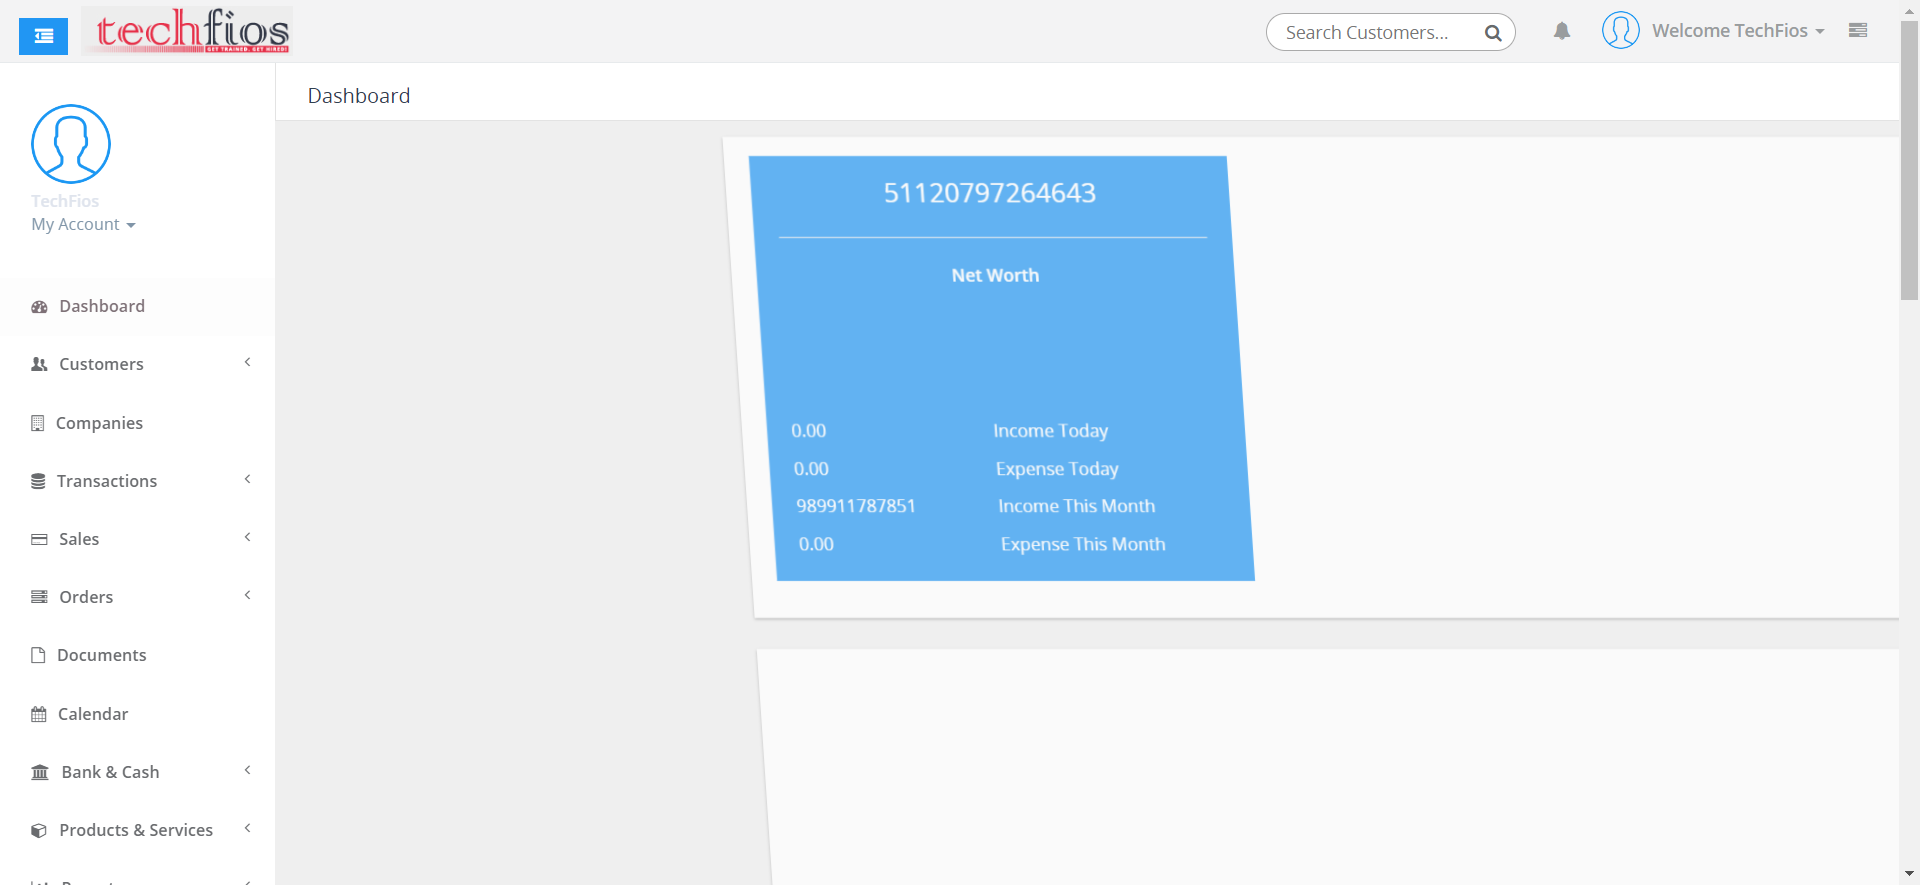 techfios
GET TRAINED. GET HIRED!
Search Customers...
Welcome TechFios
TechFios
My Account
Dashboard
Customers
Companies
Transactions
Sales
Orders
Documents
Calendar
Bank & Cash
Products & Services
Dashboard
51120797264643
Net Worth
0.00 Income Today
0.00 Expense Today
989911787851 Income This Month
0.00 Expense This Month